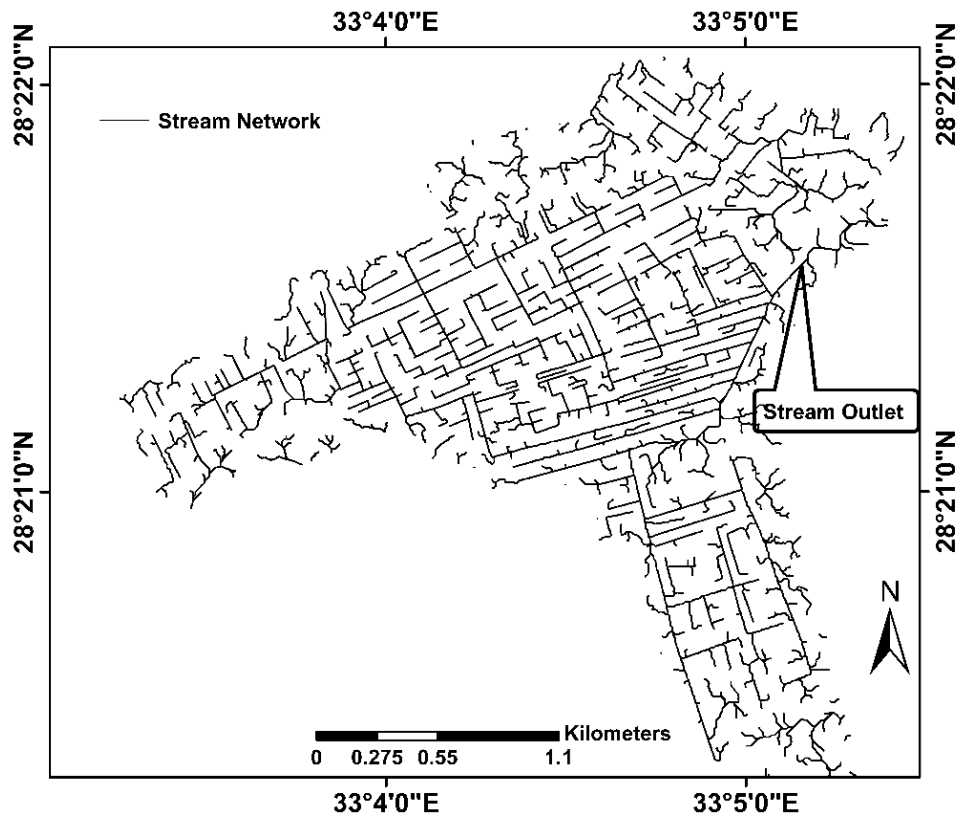 33°4'0"E 33°5'0"E
28°22'0"N 28°22'0"N
Stream Network
Stream Outlet
28°21'0"N 28°21'0"N
N
Kilometers
0 0.275 0.55 1.1
33°4'0"E 33°5'0"E